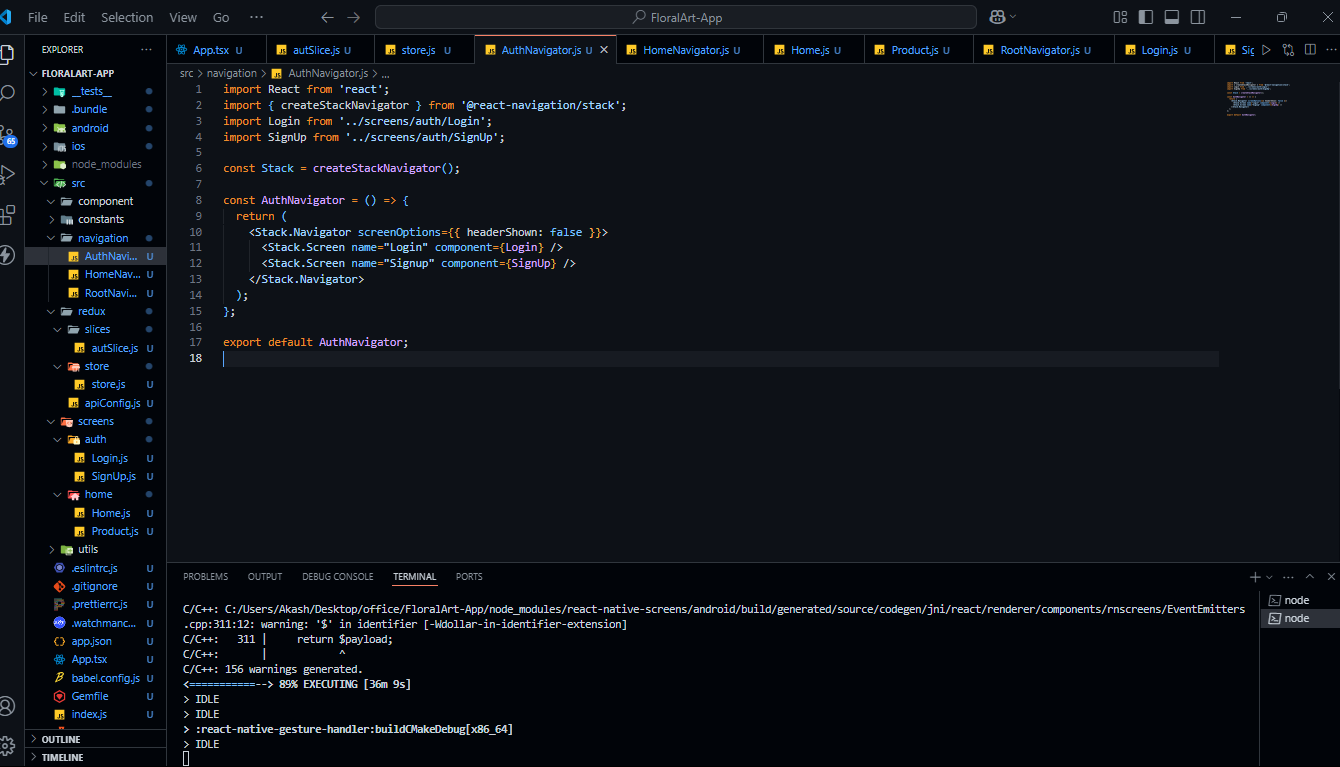 File Edit Selection View Go ···
FloralArt-App
EXPLORER ···
FLORALART-APP
__tests__
.bundle
android
ios
node_modules
src
component
constants
navigation
AuthNavi... U
HomeNav... U
RootNavi... U
redux
slices
autSlice.js U
store
store.js U
apiConfig.js U
screens
auth
Login.js U
SignUp.js U
home
Home.js U
Product.js U
utils
.eslintrc.js U
.gitignore U
.prettierrc.js U
.watchmanc... U
app.json U
App.tsx U
babel.config.js U
Gemfile U
index.js U
OUTLINE
TIMELINE
65
App.tsx U
autSlice.js U
store.js U
AuthNavigator.js U
HomeNavigator.js U
Home.js U
Product.js U
RootNavigator.js U
Login.js U
Sig
src > navigation > AuthNavigator.js > ...
1 import React from 'react';
2 import { createStackNavigator } from '@react-navigation/stack';
3 import Login from '../screens/auth/Login';
4 import SignUp from '../screens/auth/SignUp';
5
6 const Stack = createStackNavigator();
7
8 const AuthNavigator = () => {
9 return (
10 <Stack.Navigator screenOptions={{ headerShown: false }}>
11 <Stack.Screen name="Login" component={Login} />
12 <Stack.Screen name="Signup" component={SignUp} />
13 </Stack.Navigator>
14 );
15 };
16
17 export default AuthNavigator;
18
PROBLEMS OUTPUT DEBUG CONSOLE TERMINAL PORTS
C/C++: C:/Users/Akash/Desktop/office/FloralArt-App/node_modules/react-native-screens/android/build/generated/source/codegen/jni/react/renderer/components/rnscreens/EventEmitters
.cpp:311:12: warning: '$' in identifier [-Wdollar-in-identifier-extension]
C/C++: 311 | return $payload;
C/C++: | ^
C/C++: 156 warnings generated.
<===========--> 89% EXECUTING [36m 9s]
> IDLE
> IDLE
> :react-native-gesture-handler:buildCMakeDebug[x86_64]
> IDLE
node
node